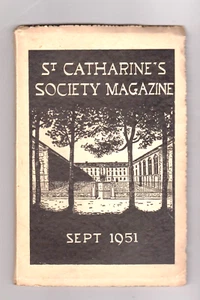 ST CATHARINE'S
SOCIETY MAGAZINE
SEPT 1951